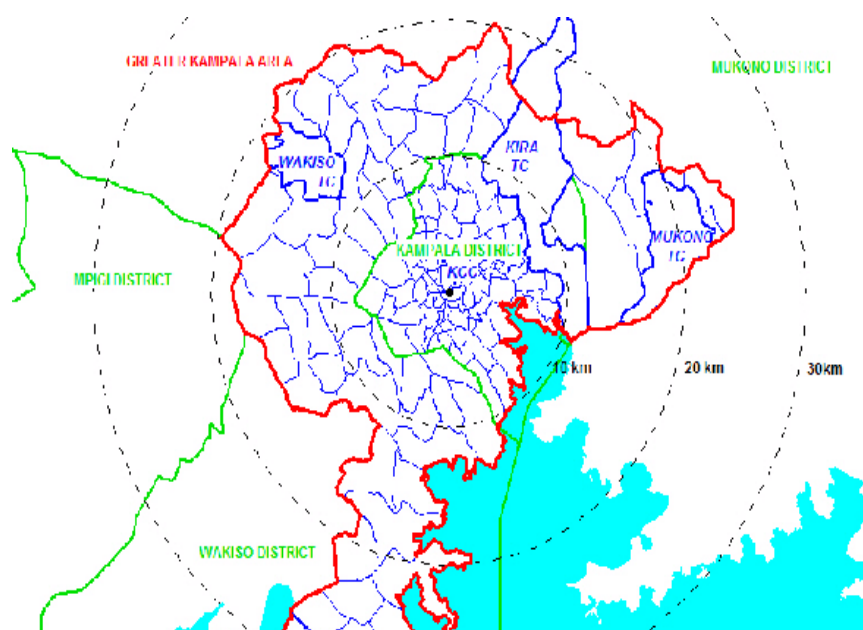 GREATER KAMPALA AREA
MUKONO DISTRICT
KIRA
TC
WAKISO
TC
MUKONO
TC
KAMPALA DISTRICT
KCC
MPIGI DISTRICT
10 km
20 km
30km
WAKISO DISTRICT